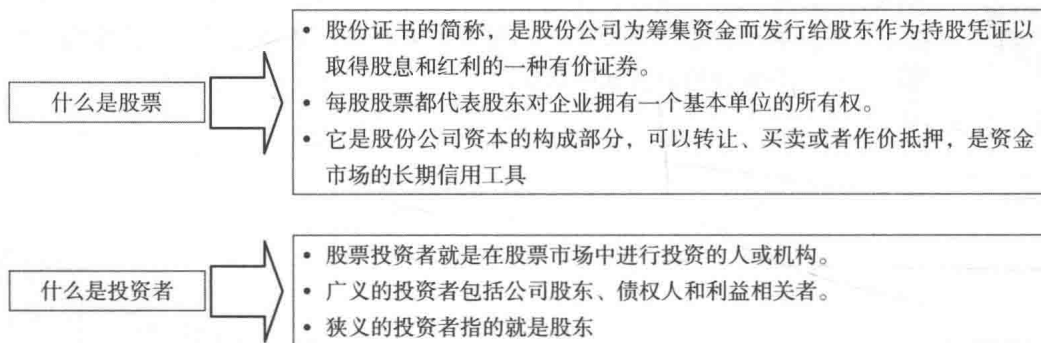 什么是股票
• 股份证书的简称，是股份公司为筹集资金而发行给股东作为持股凭证以
取得股息和红利的一种有价证券。
• 每股股票都代表股东对企业拥有一个基本单位的所有权。
• 它是股份公司资本的构成部分，可以转让、买卖或者作价抵押，是资金
市场的长期信用工具
什么是投资者
• 股票投资者就是在股票市场中进行投资的人或机构。
• 广义的投资者包括公司股东、债权人和利益相关者。
• 狭义的投资者指的就是股东